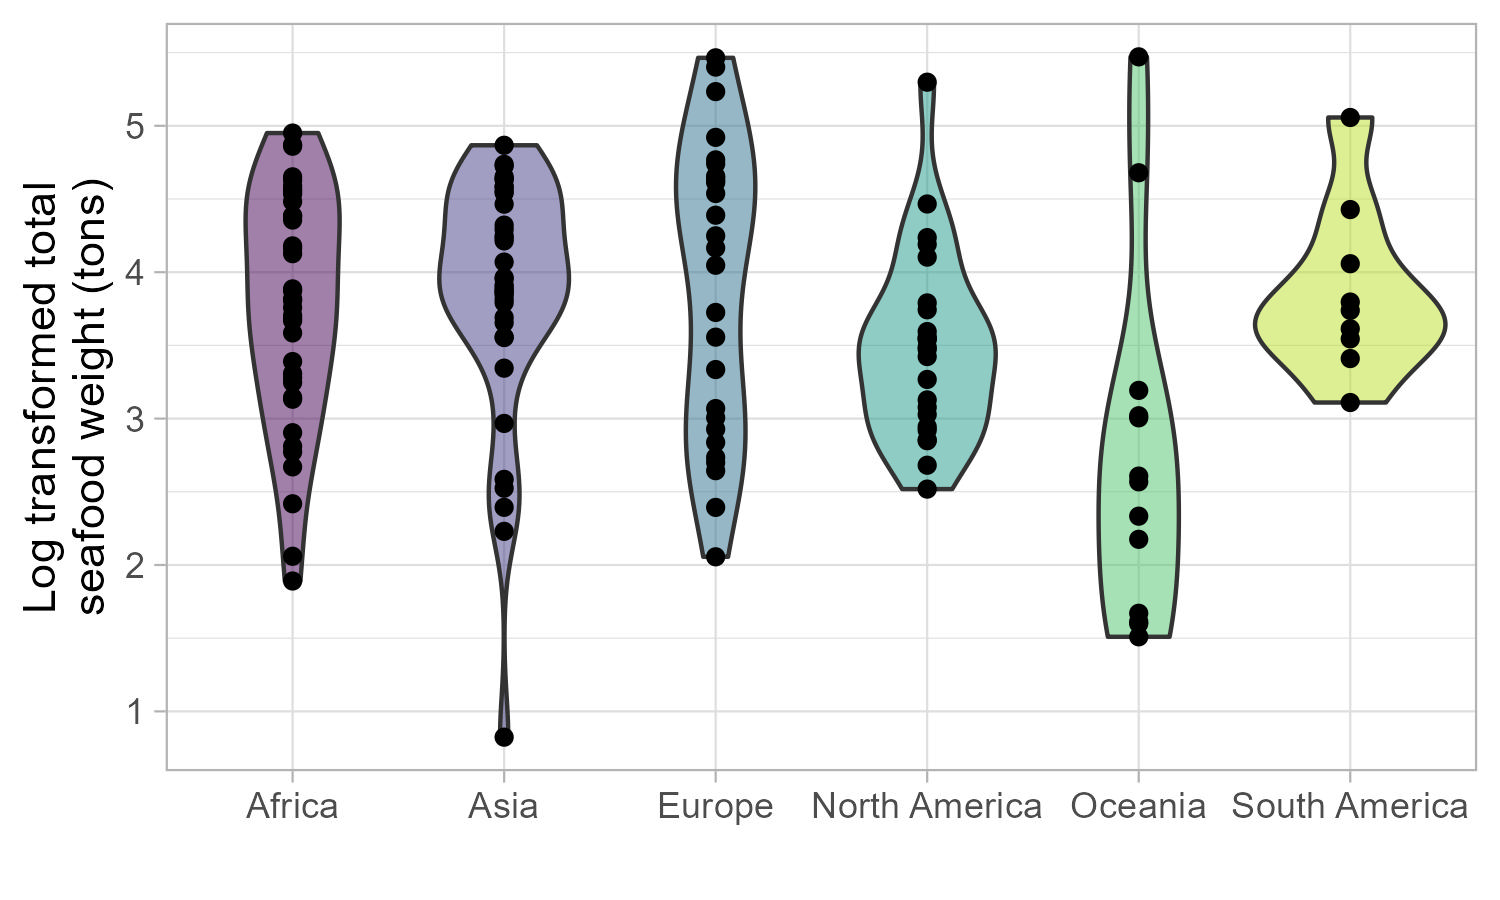 Log transformed total
seafood weight (tons)
5
4
3
2
1
Africa
Asia
Europe
North America
Oceania
South America